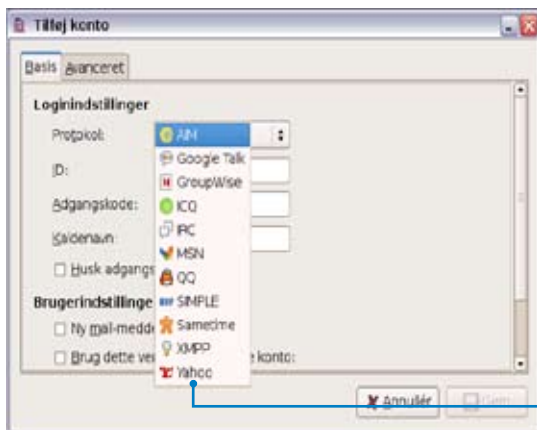 Tilføj konto
Basis Avanceret
Loginindstillinger
Protokol: AIM
Google Talk
ID:
GroupWise
Adgangskode: ICQ
IRC
Kaldenavn:
MSN
Husk adgangs
QQ
Brugerindstillinge
SIMPLE
Ny mail-medde
Sametime
XMPP
Brug dette ve e konto:
Yahoo
Annullér Gem